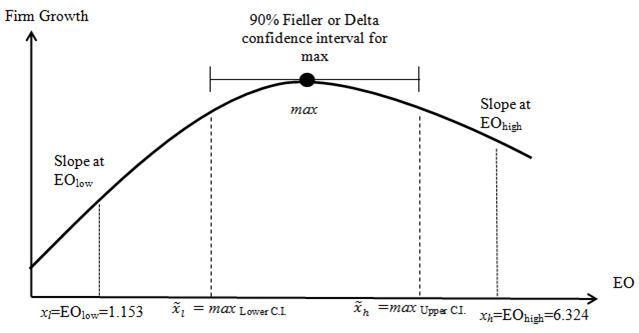 Firm Growth
90% Fieller or Delta
confidence interval for
max
max
Slope at
EOhigh
Slope at
EOlow
EO
xl=EOlow=1.153
x̃l = max Lower C.I.
x̃h =max Upper C.I.
xh=EOhigh=6.324